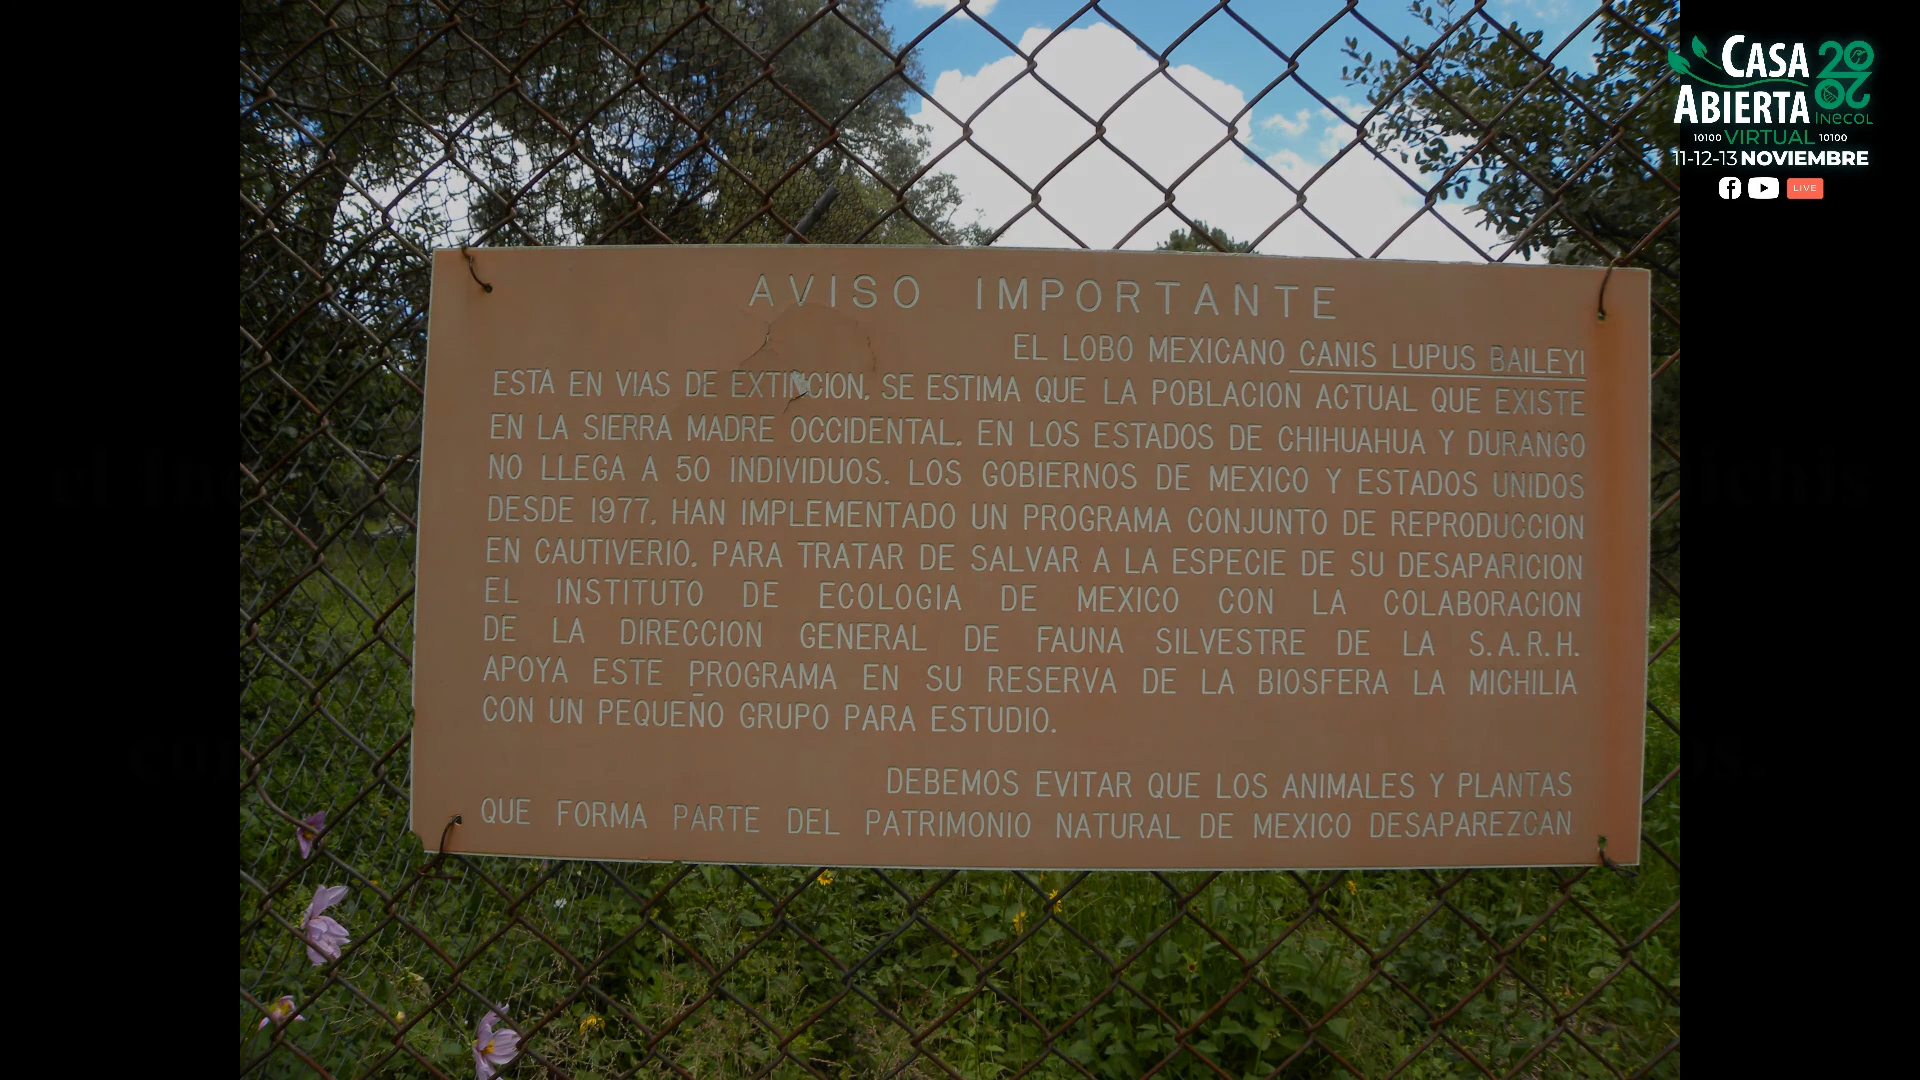 AVISO IMPORTANTE
EL LOBO MEXICANO CANIS LUPUS BAILEYI
ESTA EN VIAS DE EXTINCION. SE ESTIMA QUE LA POBLACION ACTUAL QUE EXISTE
EN LA SIERRA MADRE OCCIDENTAL. EN LOS ESTADOS DE CHIHUAHUA Y DURANGO
NO LLEGA A 50 INDIVIDUOS. LOS GOBIERNOS DE MEXICO Y ESTADOS UNIDOS
DESDE 1977. HAN IMPLEMENTADO UN PROGRAMA CONJUNTO DE REPRODUCCION
EN CAUTIVERIO. PARA TRATAR DE SALVAR A LA ESPECIE DE SU DESAPARICION
EL INSTITUTO DE ECOLOGIA DE MEXICO CON LA COLABORACION
DE LA DIRECCION GENERAL DE FAUNA SILVESTRE DE LA S.A.R.H.
APOYA ESTE PROGRAMA EN SU RESERVA DE LA BIOSFERA LA MICHILIA
CON UN PEQUEÑO GRUPO PARA ESTUDIO.
DEBEMOS EVITAR QUE LOS ANIMALES Y PLANTAS
QUE FORMA PARTE DEL PATRIMONIO NATURAL DE MEXICO DESAPAREZCAN
CASA 20
ABIERTA 20
INECOL
10100 VIRTUAL 10100
11-12-13 NOVIEMBRE
LIVE